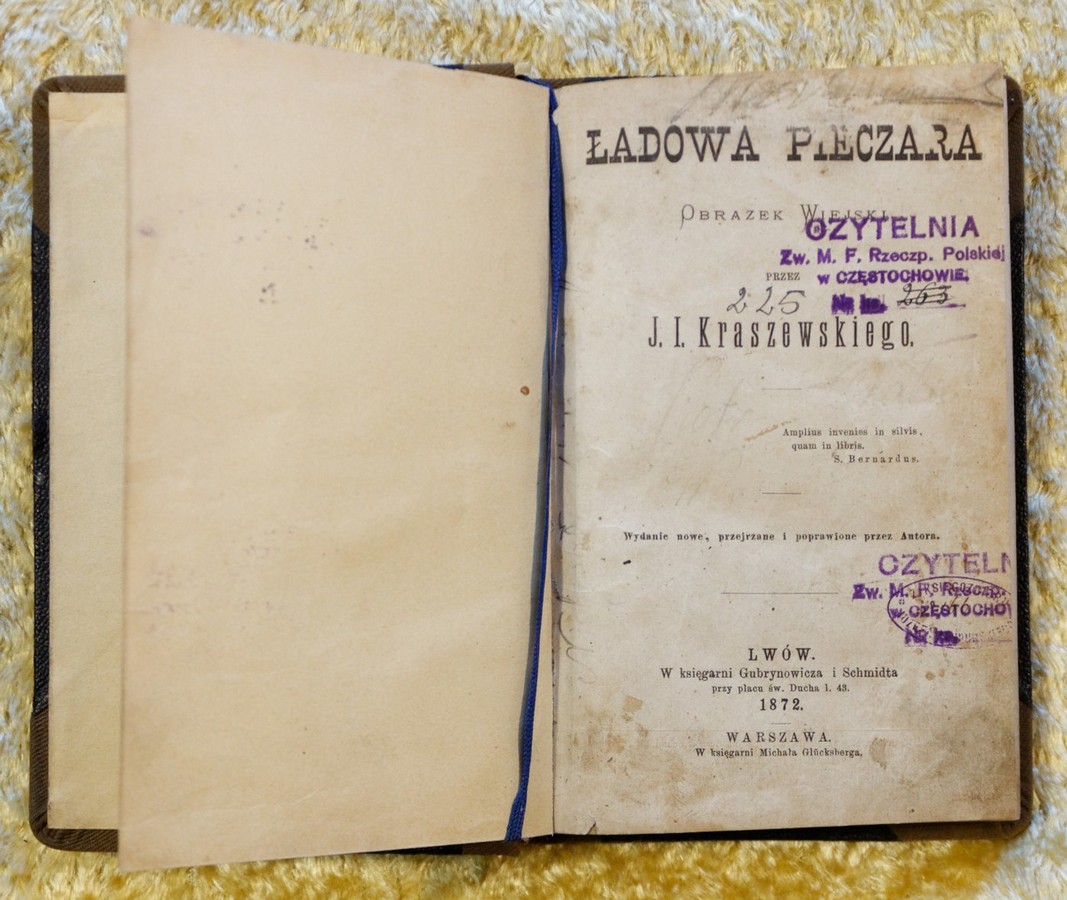 ŁADOWA PIECZARA
OBRAZEK WIEJSKI
CZYTELNIA
Zw. M. F. Rzeczp. Polskiej
PRZEZ
w CZĘSTOCHOWIE.
225
263
J. I. Kraszewskiego.
Amplius invenies in silvis,
quam in libris.
S. Bernardus.
Wydanie nowe, przejrzane i poprawione przez Autora.
CZYTELN
Zw. M. F. Rzeczp.
w CZĘSTOCHO
LWÓW.
W księgarni Gubrynowicza i Schmidta
przy placu św. Ducha l. 43.
1872.
WARSZAWA.
W księgarni Michała Glücksberga,